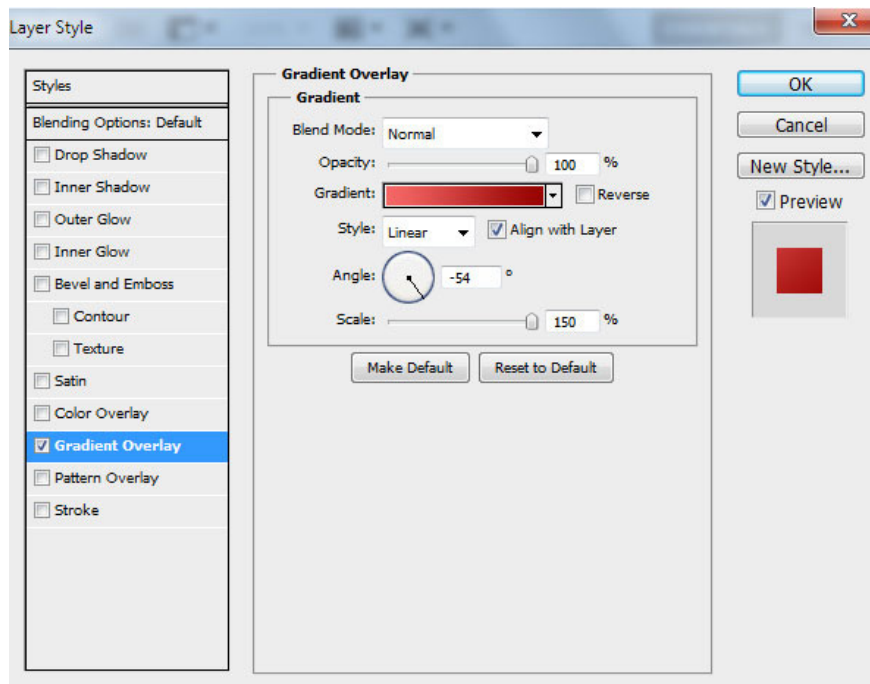 Layer Style
X
Styles
Blending Options: Default
Drop Shadow
Inner Shadow
Outer Glow
Inner Glow
Bevel and Emboss
Contour
Texture
Satin
Color Overlay
Gradient Overlay
Pattern Overlay
Stroke
Gradient Overlay
Gradient
Blend Mode: Normal
Opacity: 100 %
Gradient: Reverse
Style: Linear Align with Layer
Angle: -54 °
Scale: 150 %
Make Default Reset to Default
OK
Cancel
New Style...
Preview